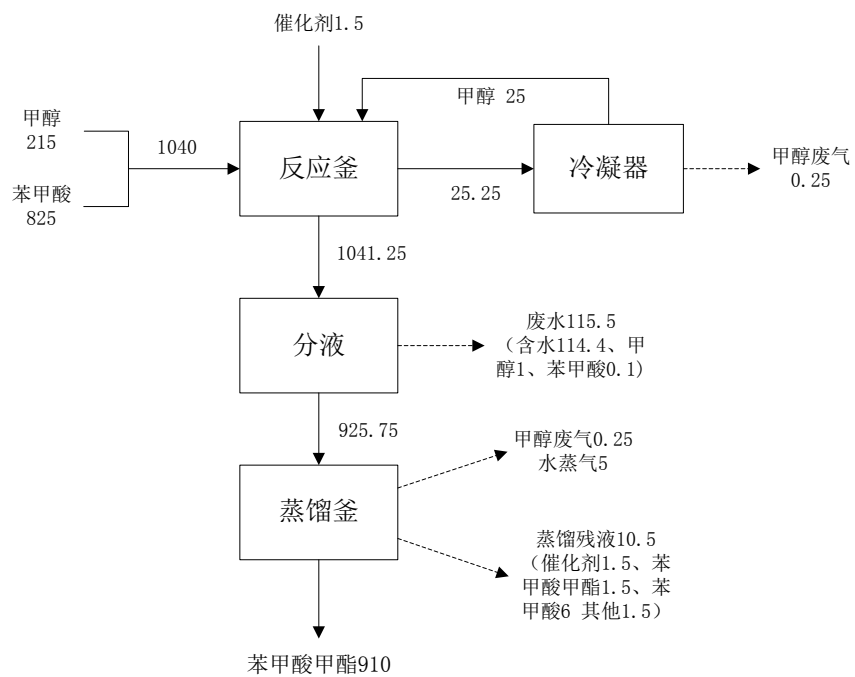 催化剂1.5
甲醇 25
甲醇
215
1040
苯甲酸
825
反应釜
冷凝器
25.25
甲醇废气
0.25
1041.25
分液
废水115.5
（含水114.4、甲
醇1、苯甲酸0.1)
925.75
甲醇废气0.25
水蒸气5
蒸馏釜
蒸馏残液10.5
（催化剂1.5、苯
甲酸甲酯1.5、苯
甲酸6 其他1.5）
苯甲酸甲酯910